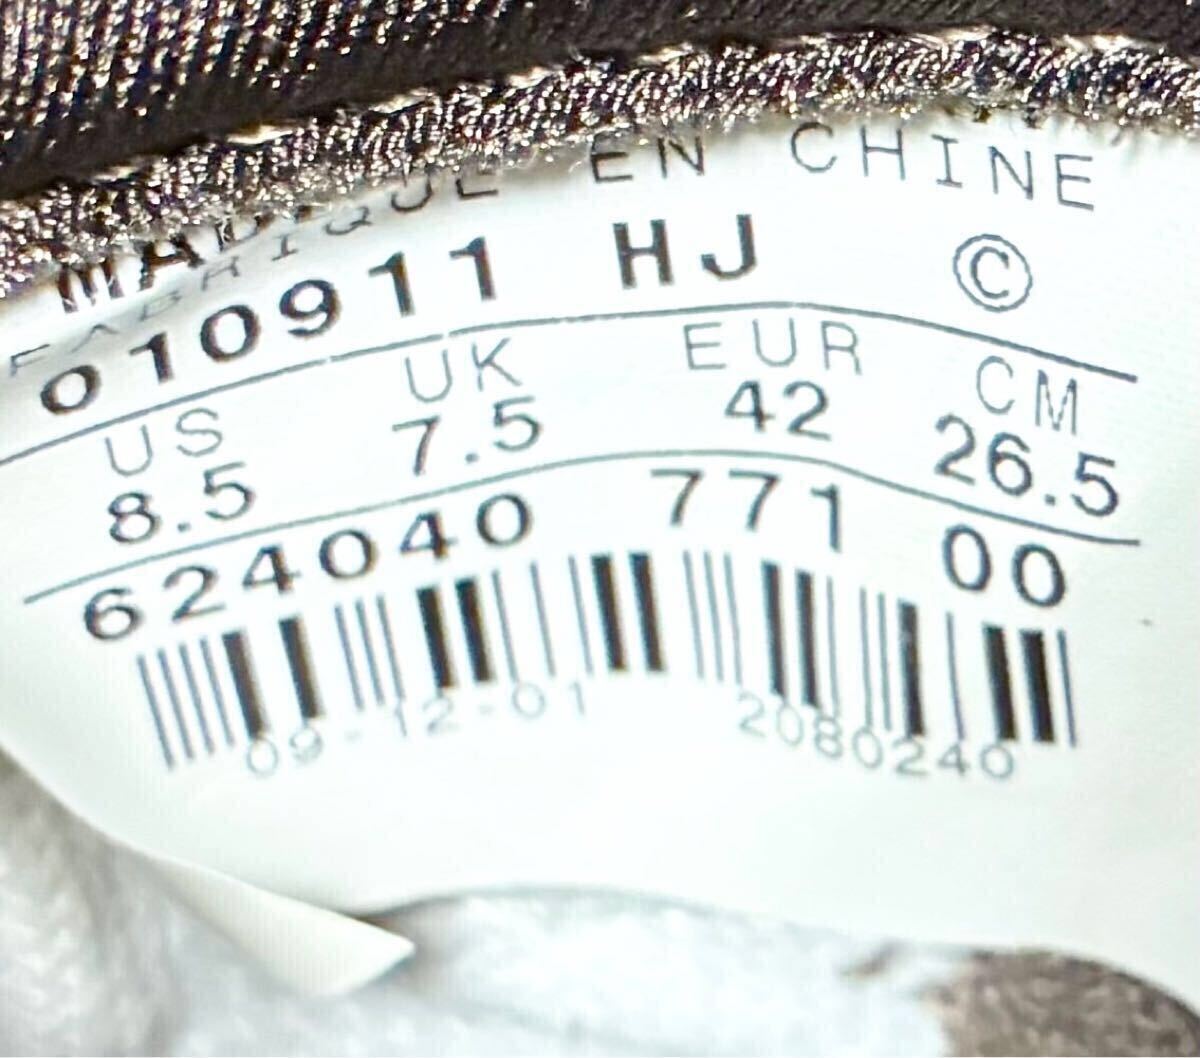 FABRIQUE EN CHINE
010911 HJ ©
US UK EUR CM
8.5 7.5 42 26.5
624040 771 00
09-12-01 2080240